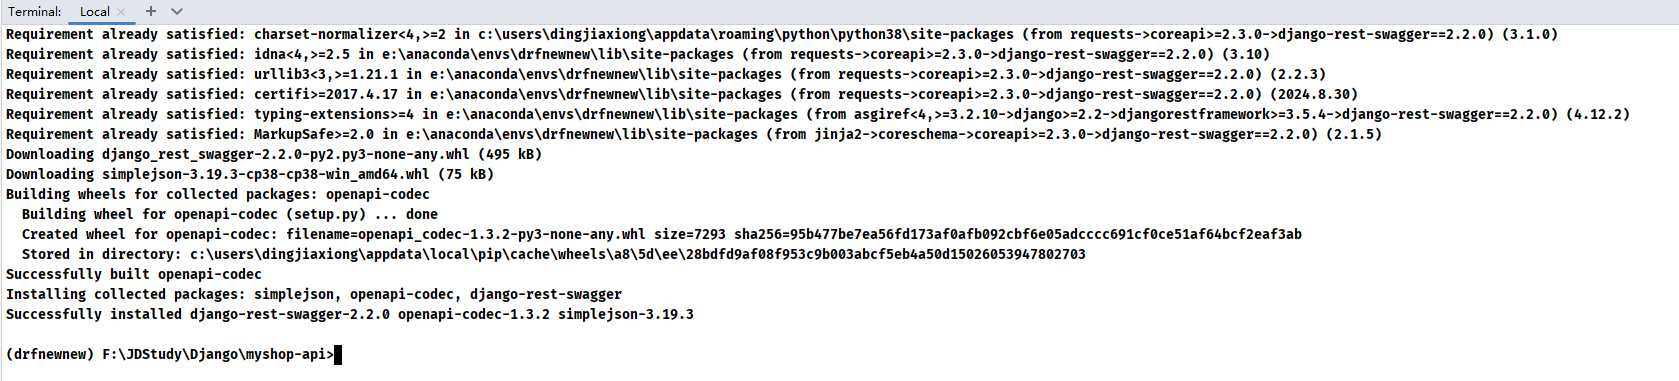 Terminal: Local × +
Requirement already satisfied: charset-normalizer<4,>=2 in c:\users\dingjiaxiong\appdata\roaming\python\python38\site-packages (from requests->coreapi>=2.3.0->django-rest-swagger==2.2.0) (3.1.0)
Requirement already satisfied: idna<4,>=2.5 in e:\anaconda\envs\drfnewnew\lib\site-packages (from requests->coreapi>=2.3.0->django-rest-swagger==2.2.0) (3.10)
Requirement already satisfied: urllib3<3,>=1.21.1 in e:\anaconda\envs\drfnewnew\lib\site-packages (from requests->coreapi>=2.3.0->django-rest-swagger==2.2.0) (2.2.3)
Requirement already satisfied: certifi>=2017.4.17 in e:\anaconda\envs\drfnewnew\lib\site-packages (from requests->coreapi>=2.3.0->django-rest-swagger==2.2.0) (2024.8.30)
Requirement already satisfied: typing-extensions>=4 in e:\anaconda\envs\drfnewnew\lib\site-packages (from asgiref<4,>=3.2.10->django>=2.2->djangorestframework>=3.5.4->django-rest-swagger==2.2.0) (4.12.2)
Requirement already satisfied: MarkupSafe>=2.0 in e:\anaconda\envs\drfnewnew\lib\site-packages (from jinja2->coreschema->coreapi>=2.3.0->django-rest-swagger==2.2.0) (2.1.5)
Downloading django_rest_swagger-2.2.0-py2.py3-none-any.whl (495 kB)
Downloading simplejson-3.19.3-cp38-cp38-win_amd64.whl (75 kB)
Building wheels for collected packages: openapi-codec
  Building wheel for openapi-codec (setup.py) ... done
  Created wheel for openapi-codec: filename=openapi_codec-1.3.2-py3-none-any.whl size=7293 sha256=95b477be7ea56fd173af0afb092cbf6e05adcccc691cf0ce51af64bcf2eaf3ab
  Stored in directory: c:\users\dingjiaxiong\appdata\local\pip\cache\wheels\a8\5d\ee\28bdfd9af08f953c9b003abcf5eb4a50d15026053947802703
Successfully built openapi-codec
Installing collected packages: simplejson, openapi-codec, django-rest-swagger
Successfully installed django-rest-swagger-2.2.0 openapi-codec-1.3.2 simplejson-3.19.3
(drfnewnew) F:\JDStudy\Django\myshop-api>